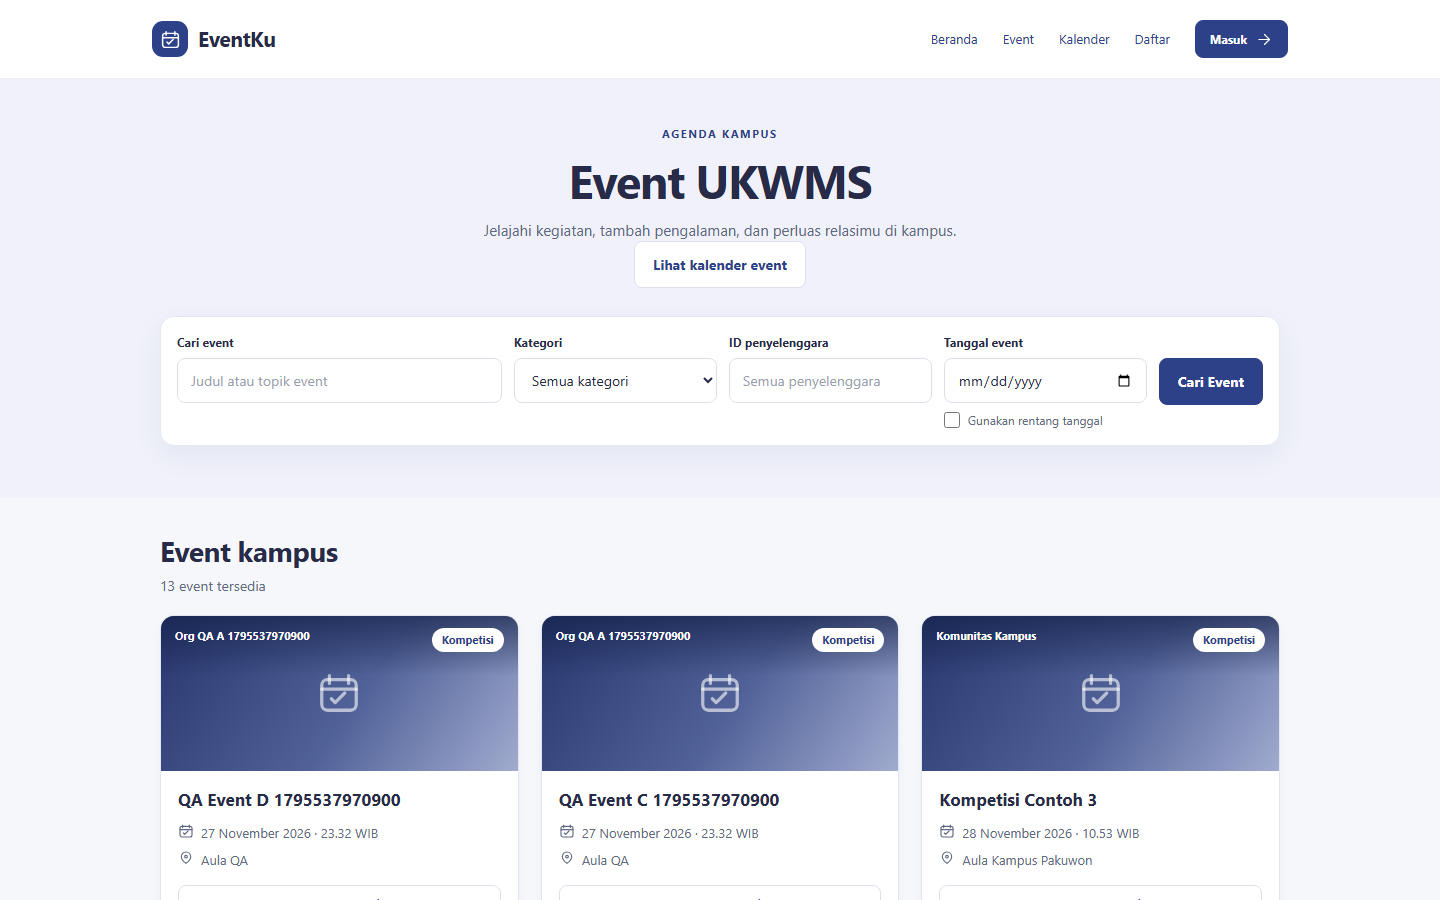 EventKu
Beranda Event Kalender Daftar Masuk
AGENDA KAMPUS
Event UKWMS
Jelajahi kegiatan, tambah pengalaman, dan perluas relasimu di kampus.
Lihat kalender event
Cari event Kategori ID penyelenggara Tanggal event
Judul atau topik event Semua kategori Semua penyelenggara mm/dd/yyyy Cari Event
Gunakan rentang tanggal
Event kampus
13 event tersedia
Org QA A 1795537970900 Kompetisi
QA Event D 1795537970900
27 November 2026 · 23.32 WIB
Aula QA
Org QA A 1795537970900 Kompetisi
QA Event C 1795537970900
27 November 2026 · 23.32 WIB
Aula QA
Komunitas Kampus Kompetisi
Kompetisi Contoh 3
28 November 2026 · 10.53 WIB
Aula Kampus Pakuwon